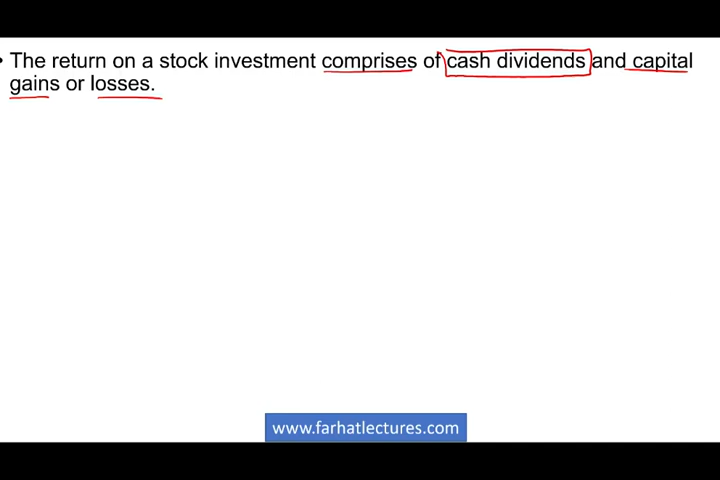 • The return on a stock investment comprises of cash dividends and capital
gains or losses.
www.farhatlectures.com